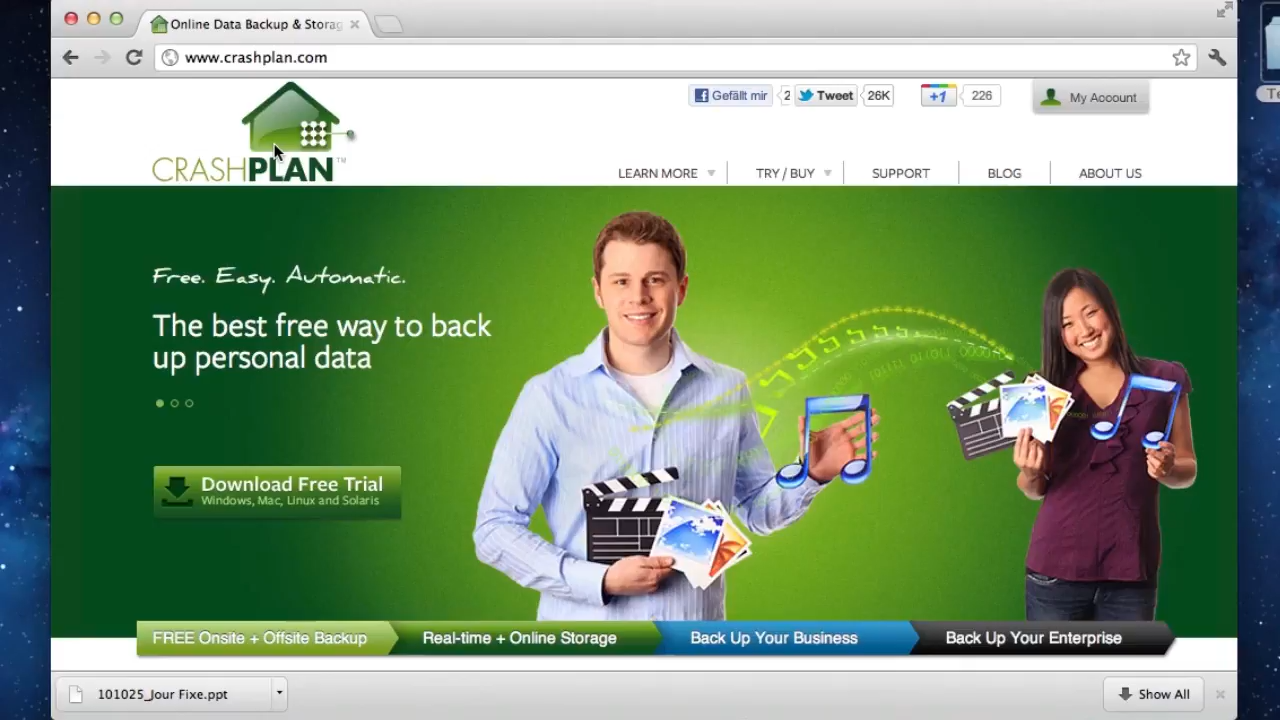 Online Data Backup & Storag
www.crashplan.com
Gefällt mir
2
Tweet
26K
+1
226
My Account
CRASHPLAN™
LEARN MORE
TRY / BUY
SUPPORT
BLOG
ABOUT US
Free. Easy. Automatic.
The best free way to back
up personal data
Download Free Trial
Windows, Mac, Linux and Solaris
FREE Onsite + Offsite Backup
Real-time + Online Storage
Back Up Your Business
Back Up Your Enterprise
101025_Jour Fixe.ppt
Show All